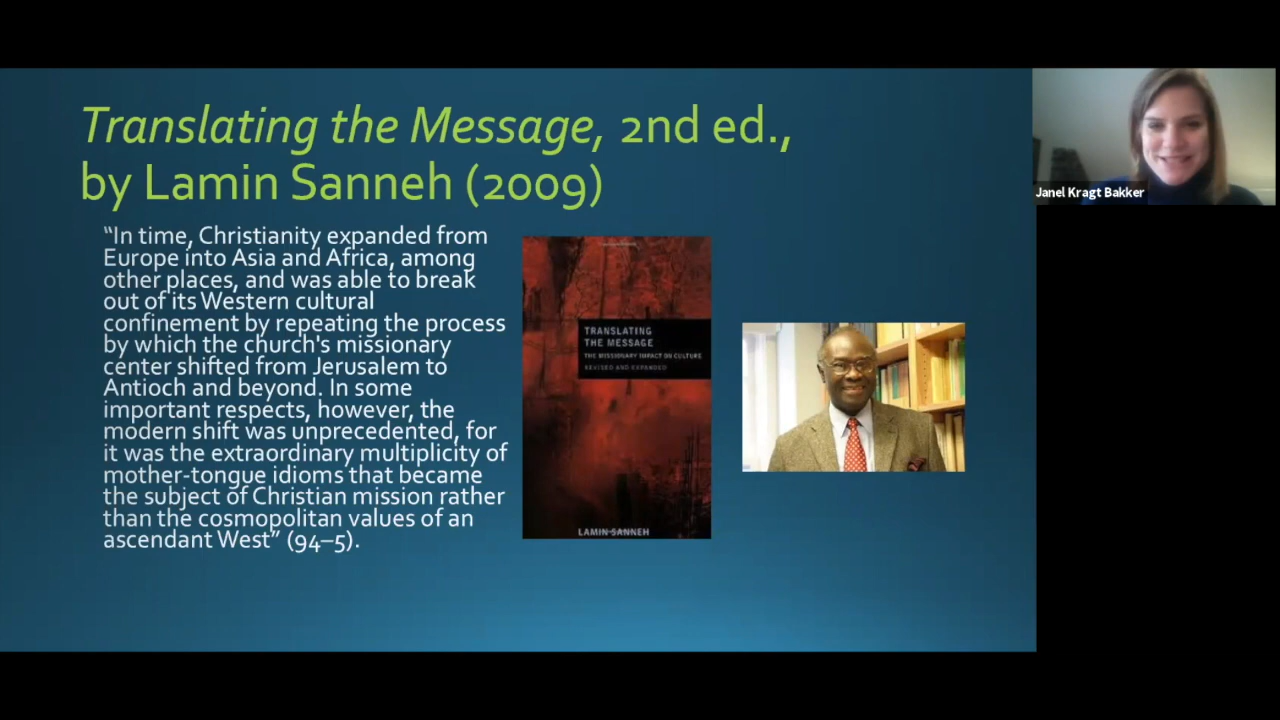 Translating the Message, 2nd ed.,
by Lamin Sanneh (2009)
“In time, Christianity expanded from
Europe into Asia and Africa, among
other places, and was able to break
out of its Western cultural
confinement by repeating the process
by which the church's missionary
center shifted from Jerusalem to
Antioch and beyond. In some
important respects, however, the
modern shift was unprecedented, for
it was the extraordinary multiplicity of
mother-tongue idioms that became
the subject of Christian mission rather
than the cosmopolitan values of an
ascendant West” (94–5).
TRANSLATING
THE MESSAGE
THE MISSIONARY IMPACT ON CULTURE
REVISED AND EXPANDED
LAMIN SANNEH
Janel Kragt Bakker